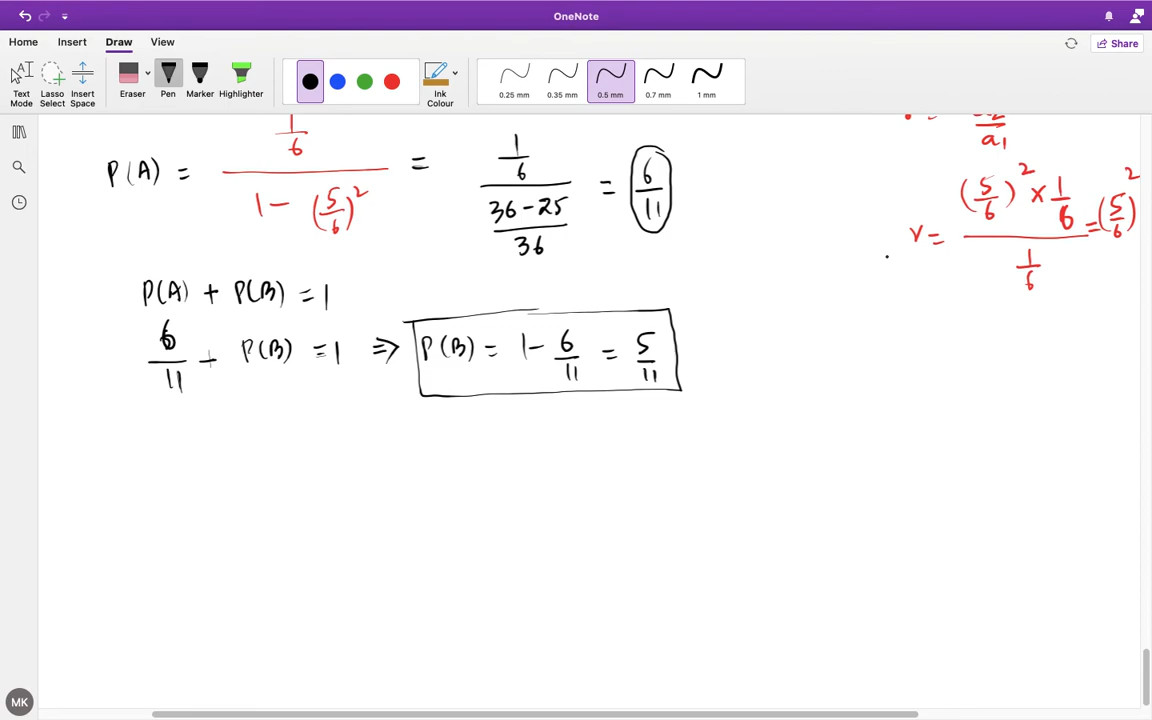 OneNote
Home Insert Draw View
Share
Text Mode Lasso Select Insert Space Eraser Pen Marker Highlighter Ink Colour 0.25 mm 0.35 mm 0.5 mm 0.7 mm 1 mm
P(A) = (1/6) / (1 - (5/6)^2) = (1/6) / ((36 - 25)/36) = 6/11
a1
r = ((5/6)^2 × 1/6) / (1/6) = (5/6)^2
P(A) + P(B) = 1
6/11 + P(B) = 1 ⇒ P(B) = 1 - 6/11 = 5/11
MK